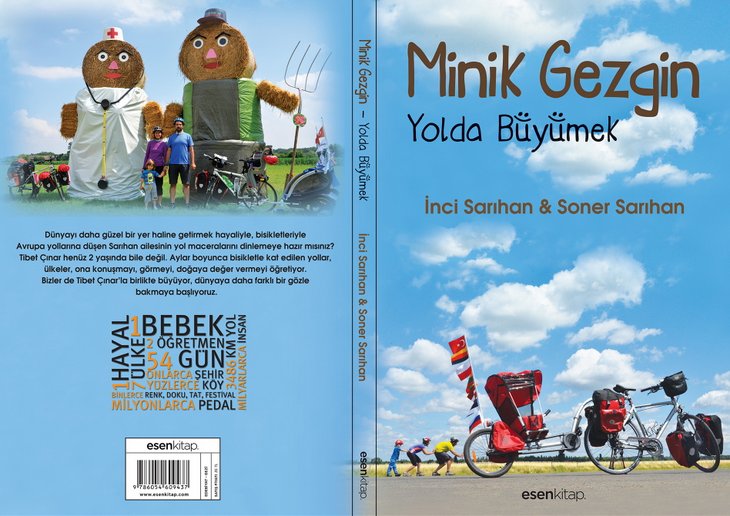 Dünyayı daha güzel bir yer haline getirmek hayaliyle, bisikletleriyle
Avrupa yollarına düşen Sarıhan ailesinin yol maceralarını dinlemeye hazır mısınız?
Tibet Çınar henüz 2 yaşında bile değil. Aylar boyunca bisikletle kat edilen yollar,
ülkeler, ona konuşmayı, görmeyi, doğaya değer vermeyi öğretiyor.
Bizler de Tibet Çınar'la birlikte büyüyor, dünyaya daha farklı bir gözle
bakmaya başlıyoruz.
1 HAYAL
7 ÜLKE
1 BEBEK
2 ÖĞRETMEN
54 GÜN
ONLARCA ŞEHİR
YÜZLERCE KÖY
BİNLERCE RENK, DOKU, TAT, FESTİVAL
MİLYONLARCA PEDAL
3486 KM YOL
MİLYARLARCA İNSAN
esenkitap.
9786054609437
www.esenkitap.com
Minik Gezgin – Yolda Büyümek
İnci Sarıhan & Soner Sarıhan
esenkitap.
Minik Gezgin
Yolda Büyümek
İnci Sarıhan & Soner Sarıhan
esenkitap.